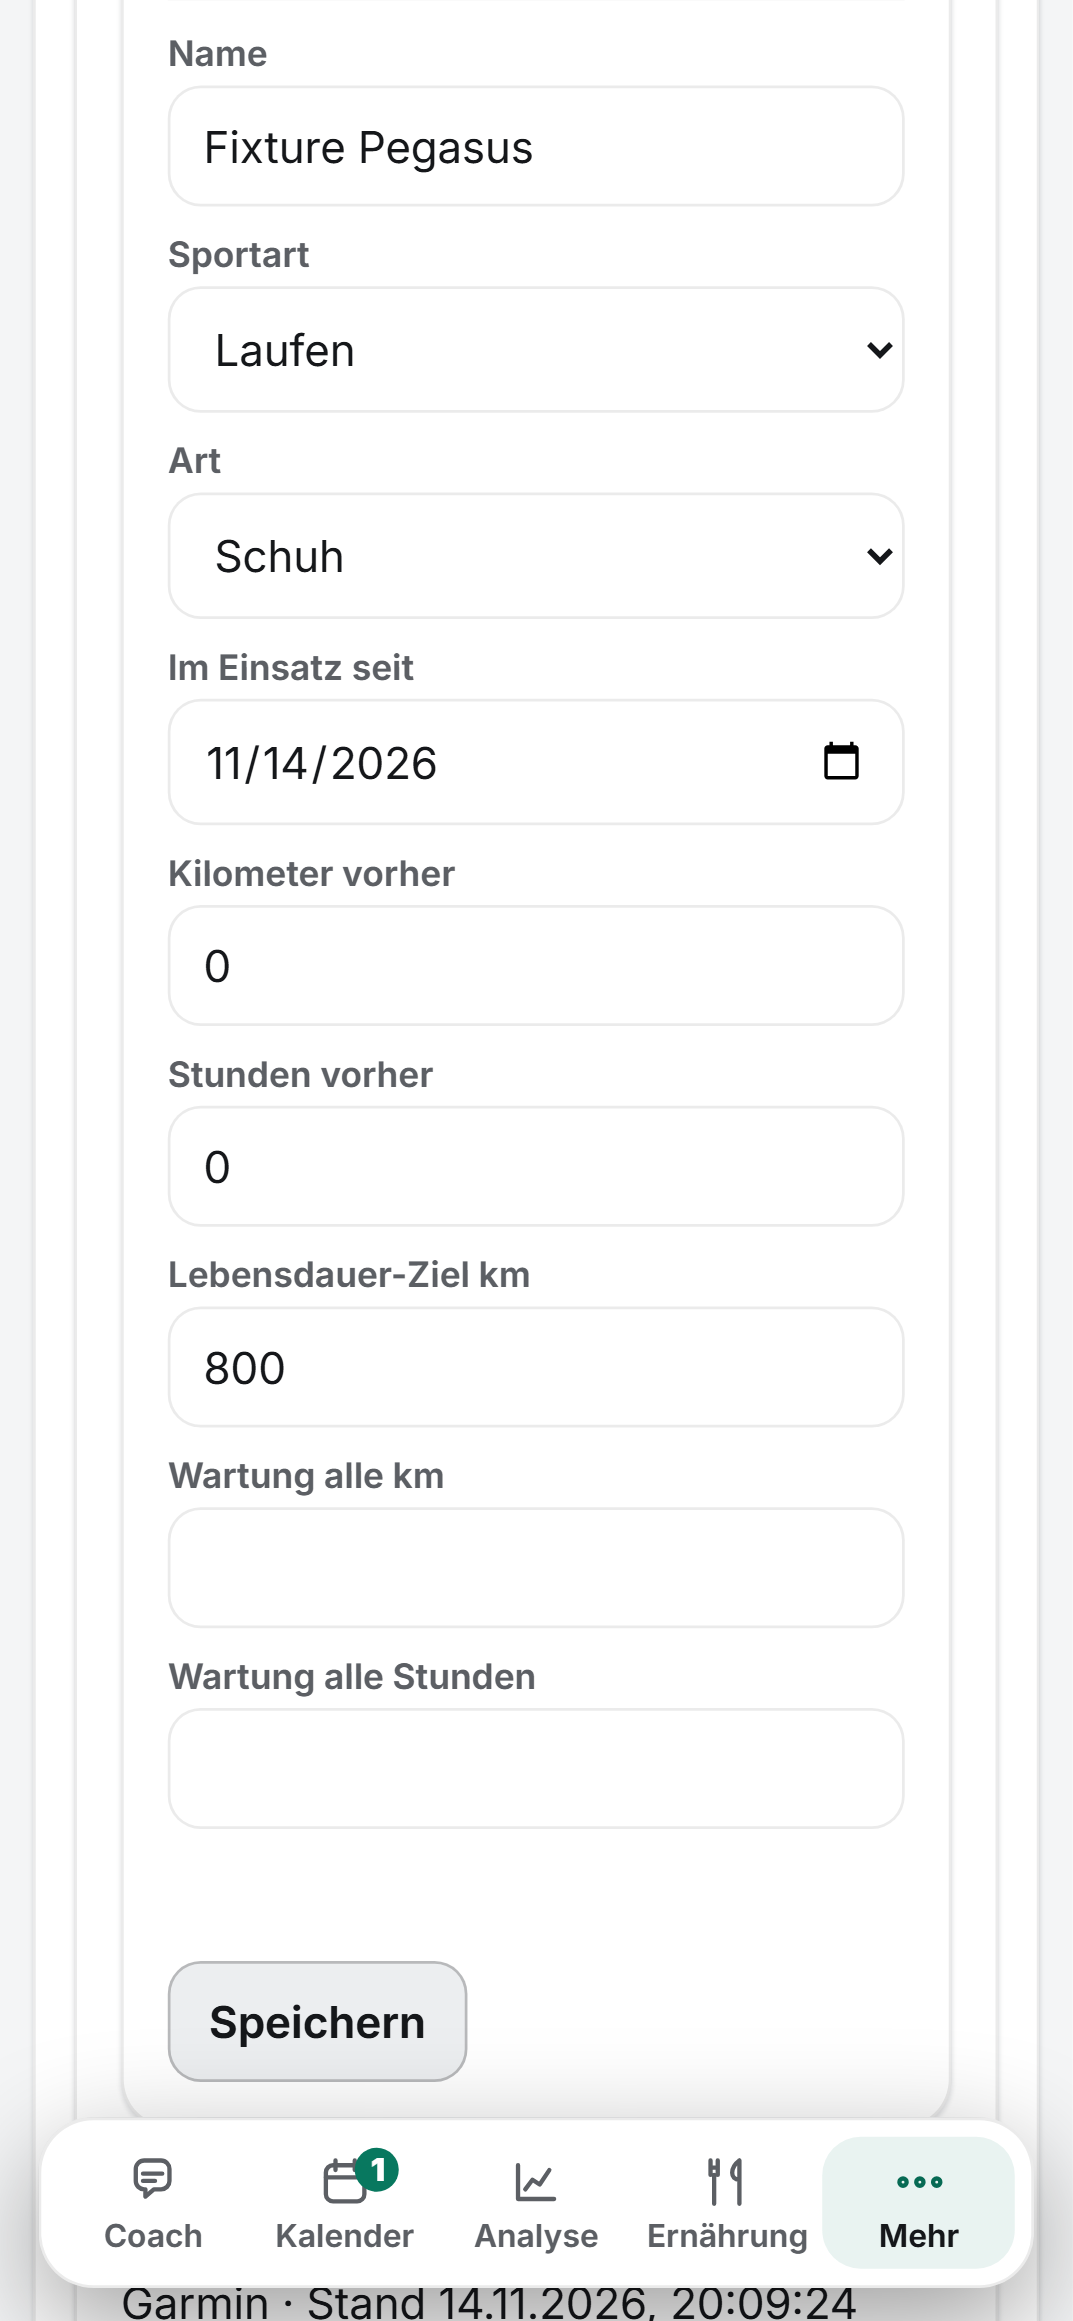 Name
Fixture Pegasus
Sportart
Laufen
Art
Schuh
Im Einsatz seit
11/14/2026
Kilometer vorher
0
Stunden vorher
0
Lebensdauer-Ziel km
800
Wartung alle km
Wartung alle Stunden
Speichern
1
Coach Kalender Analyse Ernährung Mehr
Garmin · Stand 14.11.2026, 20:09:24